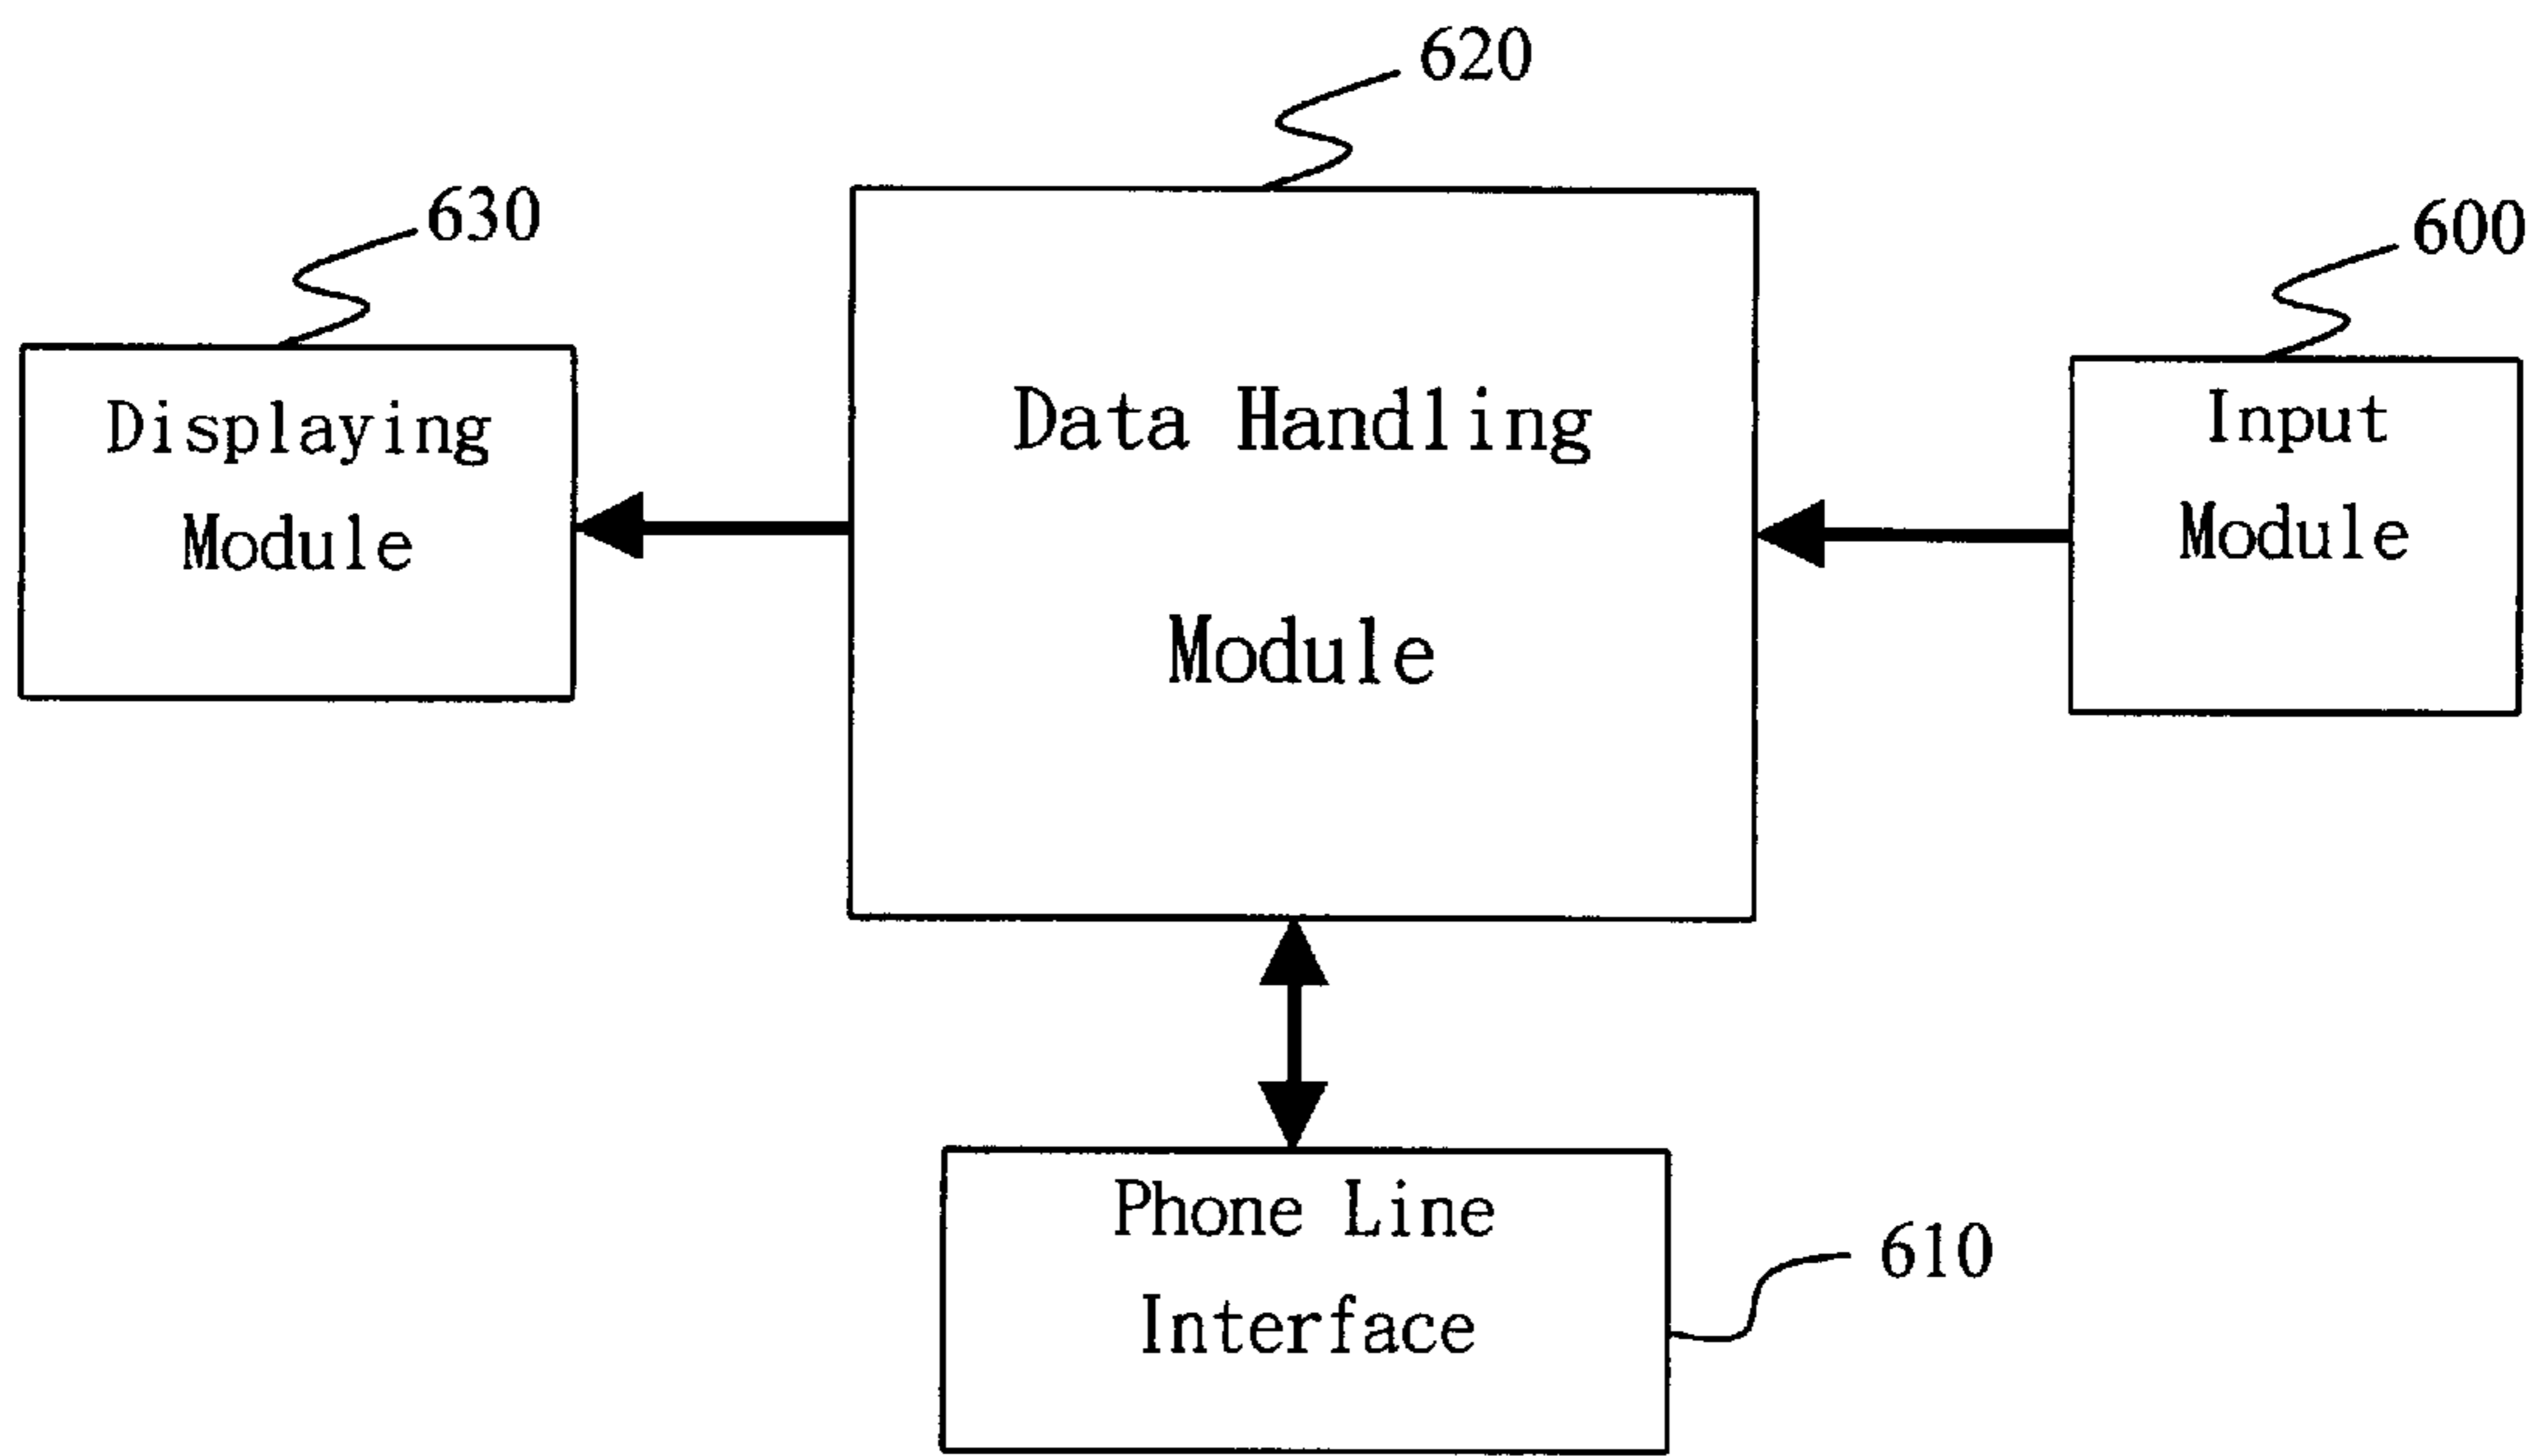 620
630
600
Displaying
Module
Data Handling
Module
Input
Module
Phone Line
Interface
610